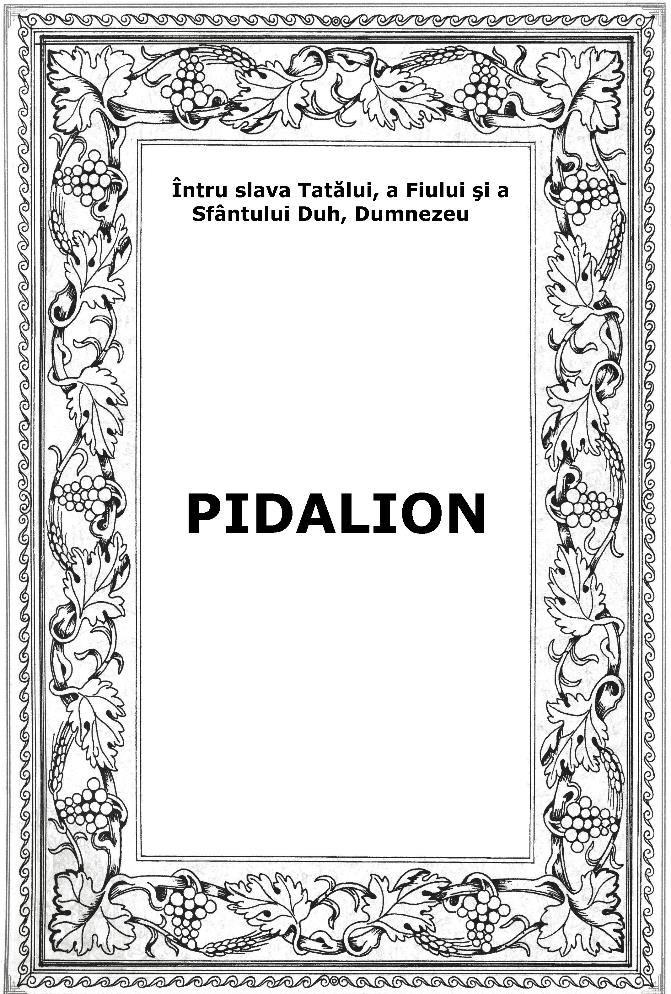 Întru slava Tatălui, a Fiului şi a
Sfântului Duh, Dumnezeu
PIDALION